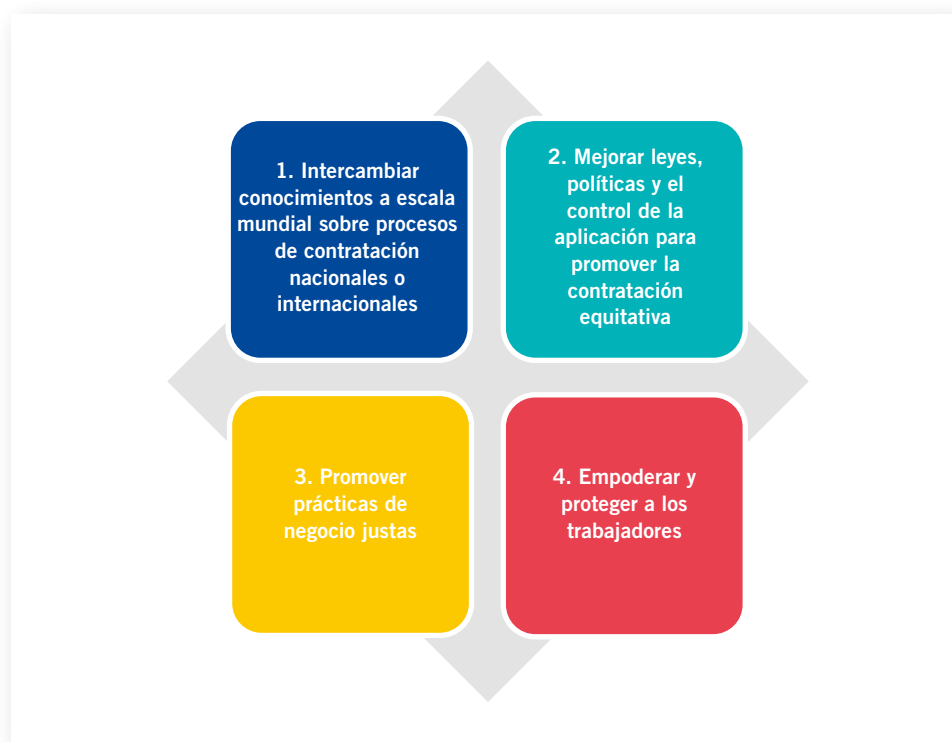 1. Intercambiar
conocimientos a escala
mundial sobre procesos
de contratación
nacionales o
internacionales
2. Mejorar leyes,
políticas y el
control de la
aplicación para
promover la
contratación
equitativa
3. Promover
prácticas de
negocio justas
4. Empoderar y
proteger a los
trabajadores